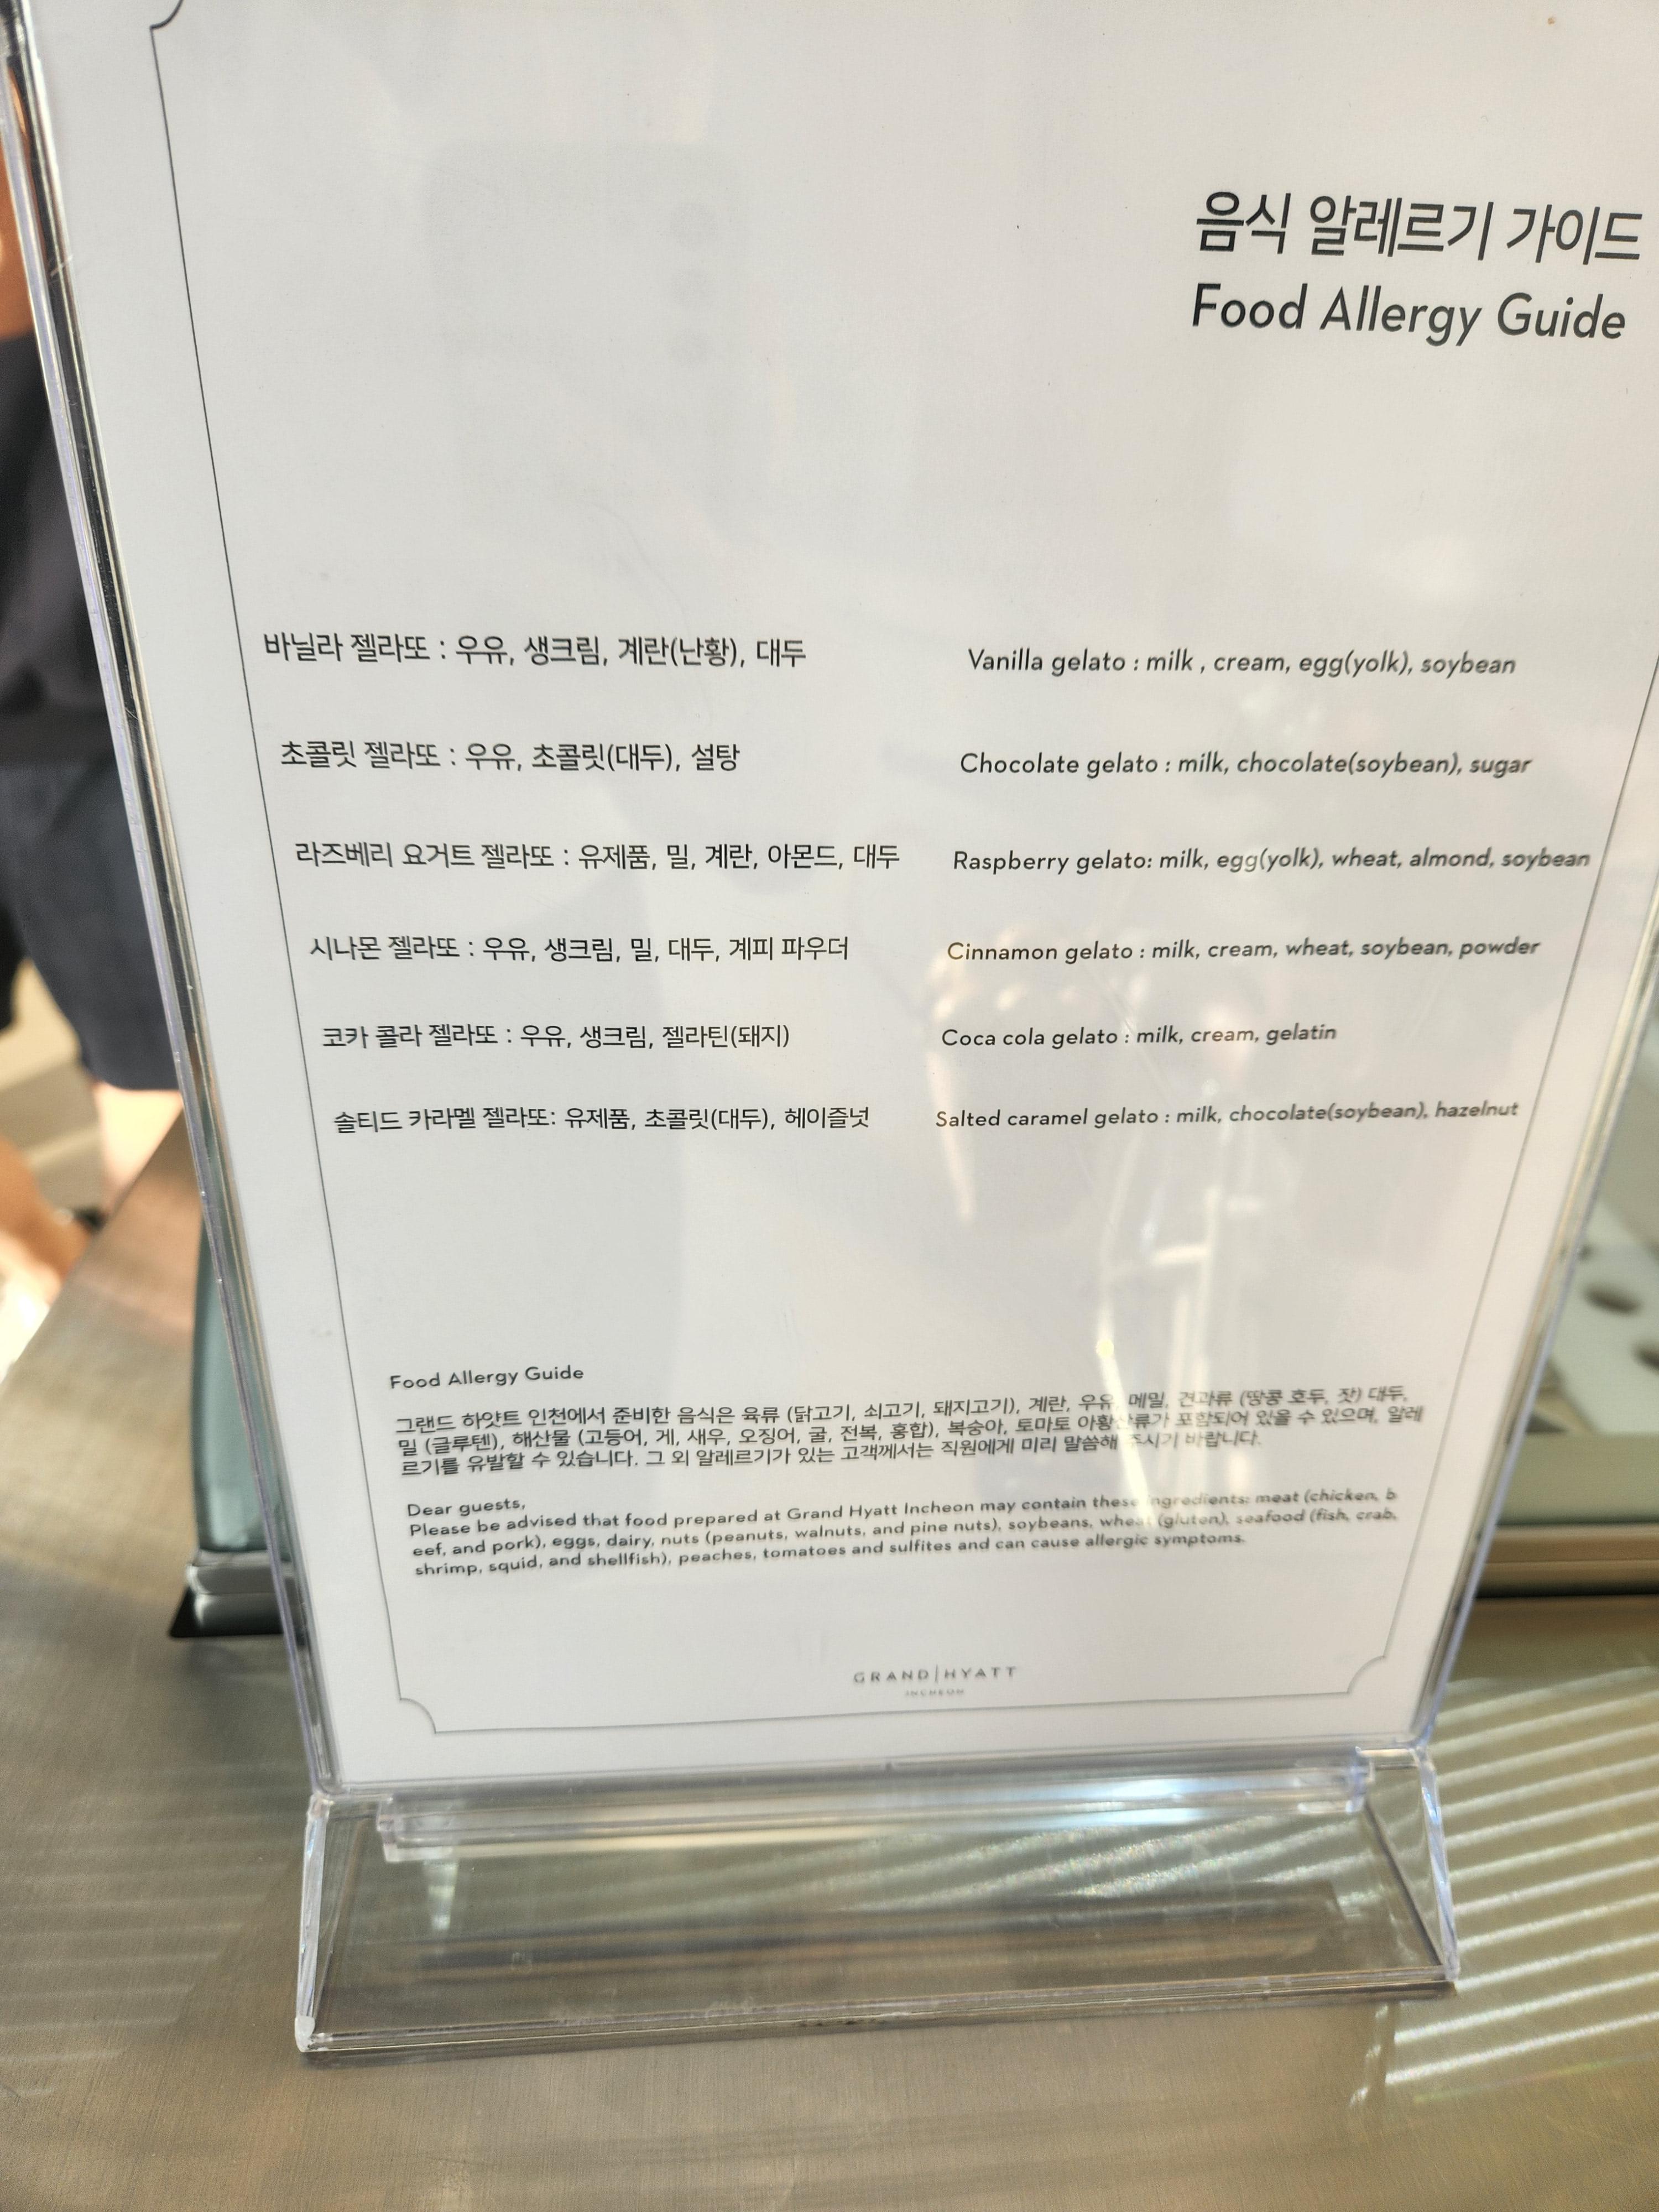 음식 알레르기 가이드
Food Allergy Guide
바닐라 젤라또 : 우유, 생크림, 계란(난황), 대두
Vanilla gelato : milk , cream, egg(yolk), soybean
초콜릿 젤라또 : 우유, 초콜릿(대두), 설탕
Chocolate gelato : milk, chocolate(soybean), sugar
라즈베리 요거트 젤라또 : 유제품, 밀, 계란, 아몬드, 대두
Raspberry gelato: milk, egg(yolk), wheat, almond, soybean
시나몬 젤라또 : 우유, 생크림, 밀, 대두, 계피 파우더
Cinnamon gelato : milk, cream, wheat, soybean, powder
코카 콜라 젤라또 : 우유, 생크림, 젤라틴(돼지)
Coca cola gelato : milk, cream, gelatin
솔티드 카라멜 젤라또: 유제품, 초콜릿(대두), 헤이즐넛
Salted caramel gelato : milk, chocolate(soybean), hazelnut
Food Allergy Guide
그랜드 하얏트 인천에서 준비한 음식은 육류 (닭고기, 쇠고기, 돼지고기), 계란, 우유, 메밀, 견과류 (땅콩 호두, 잣) 대두,
밀 (글루텐), 해산물 (고등어, 게, 새우, 오징어, 굴, 전복, 홍합), 복숭아, 토마토 아황산류가 포함되어 있을 수 있으며, 알레
르기를 유발할 수 있습니다. 그 외 알레르기가 있는 고객께서는 직원에게 미리 말씀해 주시기 바랍니다.
Dear guests,
Please be advised that food prepared at Grand Hyatt Incheon may contain these ingredients: meat (chicken, b
eef, and pork), eggs, dairy, nuts (peanuts, walnuts, and pine nuts), soybeans, wheat (gluten), seafood (fish, crab,
shrimp, squid, and shellfish), peaches, tomatoes and sulfites and can cause allergic symptoms.
GRAND|HYATT
INCHEON